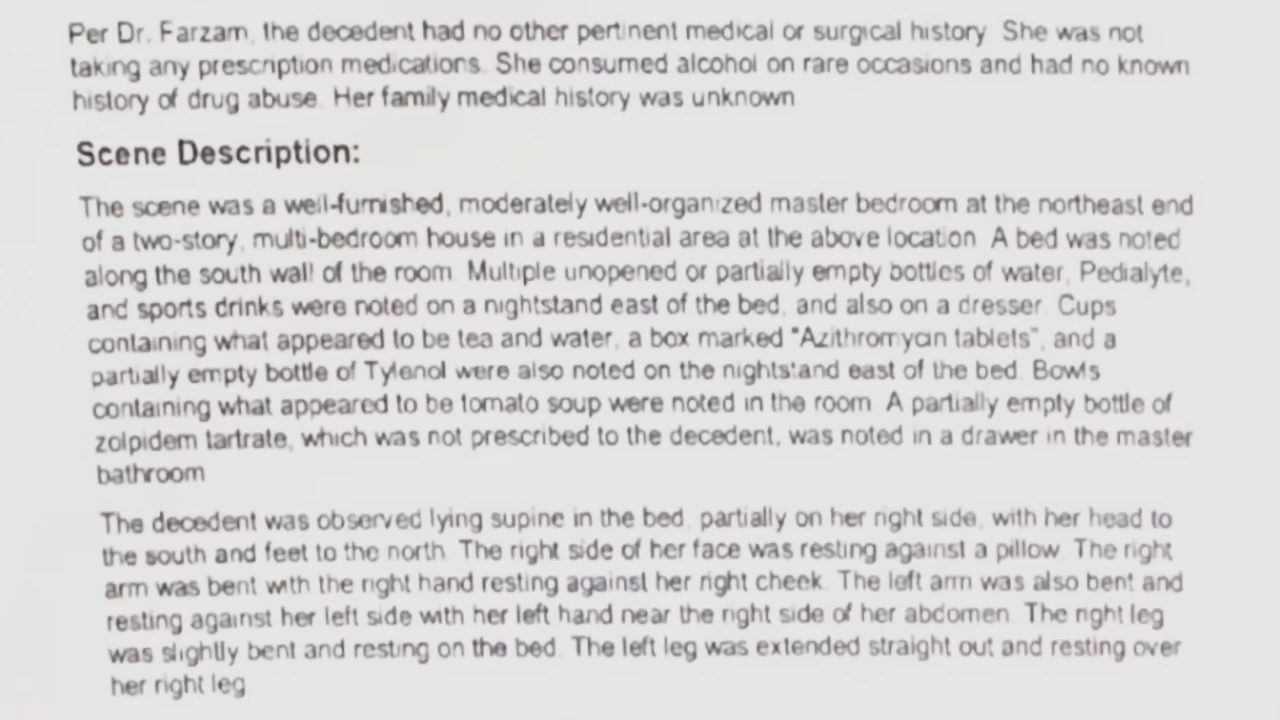 Per Dr. Farzam, the decedent had no other pertinent medical or surgical history. She was not
taking any prescription medications. She consumed alcohol on rare occasions and had no known
history of drug abuse. Her family medical history was unknown.
Scene Description:
The scene was a well-furnished, moderately well-organized master bedroom at the northeast end
of a two-story, multi-bedroom house in a residential area at the above location. A bed was noted
along the south wall of the room. Multiple unopened or partially empty bottles of water, Pedialyte,
and sports drinks were noted on a nightstand east of the bed, and also on a dresser. Cups
containing what appeared to be tea and water, a box marked "Azithromycin tablets", and a
partially empty bottle of Tylenol were also noted on the nightstand east of the bed. Bowls
containing what appeared to be tomato soup were noted in the room. A partially empty bottle of
zolpidem tartrate, which was not prescribed to the decedent, was noted in a drawer in the master
bathroom.
The decedent was observed lying supine in the bed, partially on her right side, with her head to
the south and feet to the north. The right side of her face was resting against a pillow. The right
arm was bent with the right hand resting against her right cheek. The left arm was also bent and
resting against her left side with her left hand near the right side of her abdomen. The right leg
was slightly bent and resting on the bed. The left leg was extended straight out and resting over
her right leg.